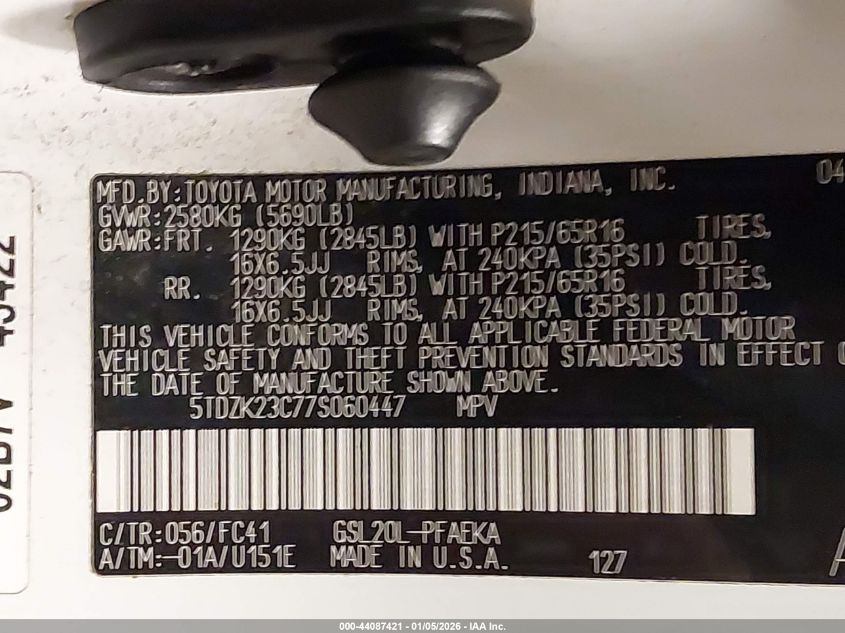 MFD.BY:TOYOTA MOTOR MANUFACTURING, INDIANA, INC. 04
GVWR:2580KG (5690LB)
GAWR:FRT. 1290KG (2845LB) WITH P215/65R16 TIRES,
16X6.5JJ RIMS, AT 240KPA (35PSI) COLD.
RR. 1290KG (2845LB) WITH P215/65R16 TIRES,
16X6.5JJ RIMS, AT 240KPA (35PSI) COLD.
THIS VEHICLE CONFORMS TO ALL APPLICABLE FEDERAL MOTOR
VEHICLE SAFETY AND THEFT PREVENTION STANDARDS IN EFFECT
THE DATE OF MANUFACTURE SHOWN ABOVE.
5TDZK23C77S060447 MPV
C/TR:056/FC41 GSL20L-PFAEKA
A/TM:-01A/U151E MADE IN U.S.A. 127
000-44087421 - 01/05/2026 - IAA Inc.